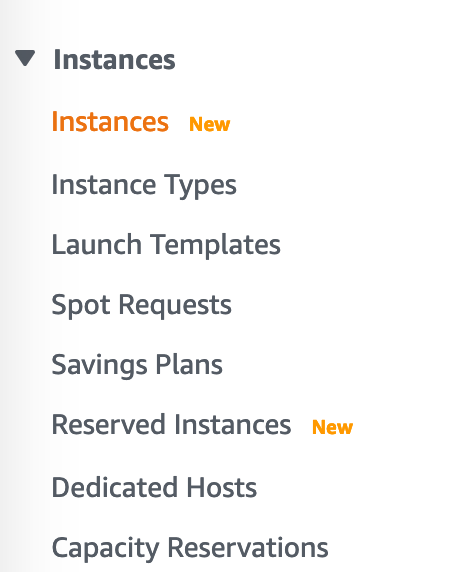 Instances
Instances New
Instance Types
Launch Templates
Spot Requests
Savings Plans
Reserved Instances New
Dedicated Hosts
Capacity Reservations